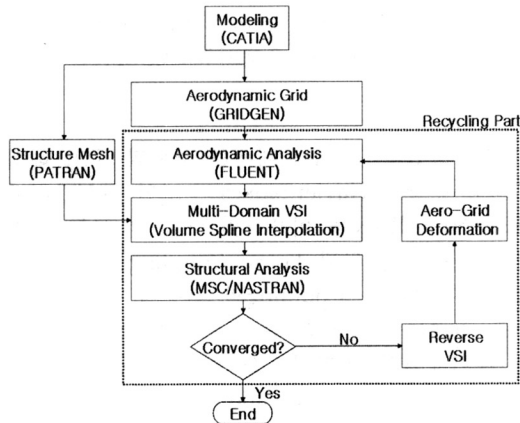 Modeling
(CATIA)
Aerodynamic Grid
(GRIDGEN)
Recycling Part
Structure Mesh
(PATRAN)
Aerodynamic Analysis
(FLUENT)
Multi-Domain VSI
(Volume Spline Interpolation)
Aero-Grid
Deformation
Structural Analysis
(MSC/NASTRAN)
Converged?
No
Reverse
VSI
Yes
End